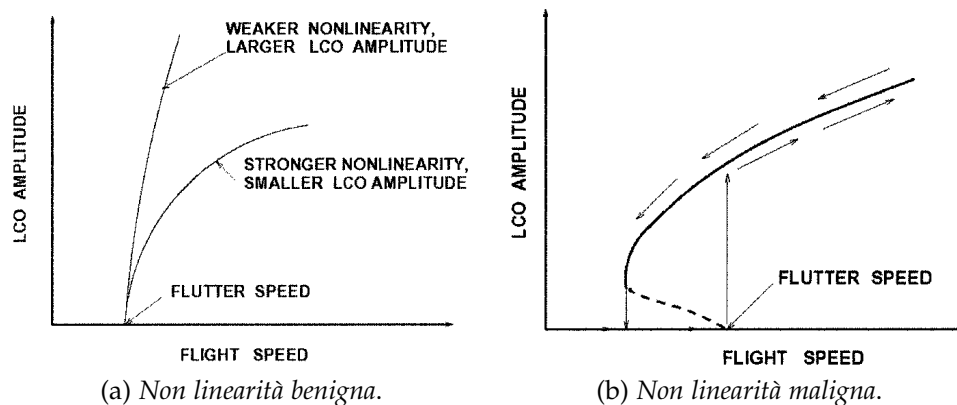 WEAKER NONLINEARITY,
LARGER LCO AMPLITUDE
LCO AMPLITUDE
STRONGER NONLINEARITY,
SMALLER LCO AMPLITUDE
FLUTTER SPEED
FLIGHT SPEED
(a) Non linearità benigna.
LCO AMPLITUDE
FLUTTER SPEED
FLIGHT SPEED
(b) Non linearità maligna.